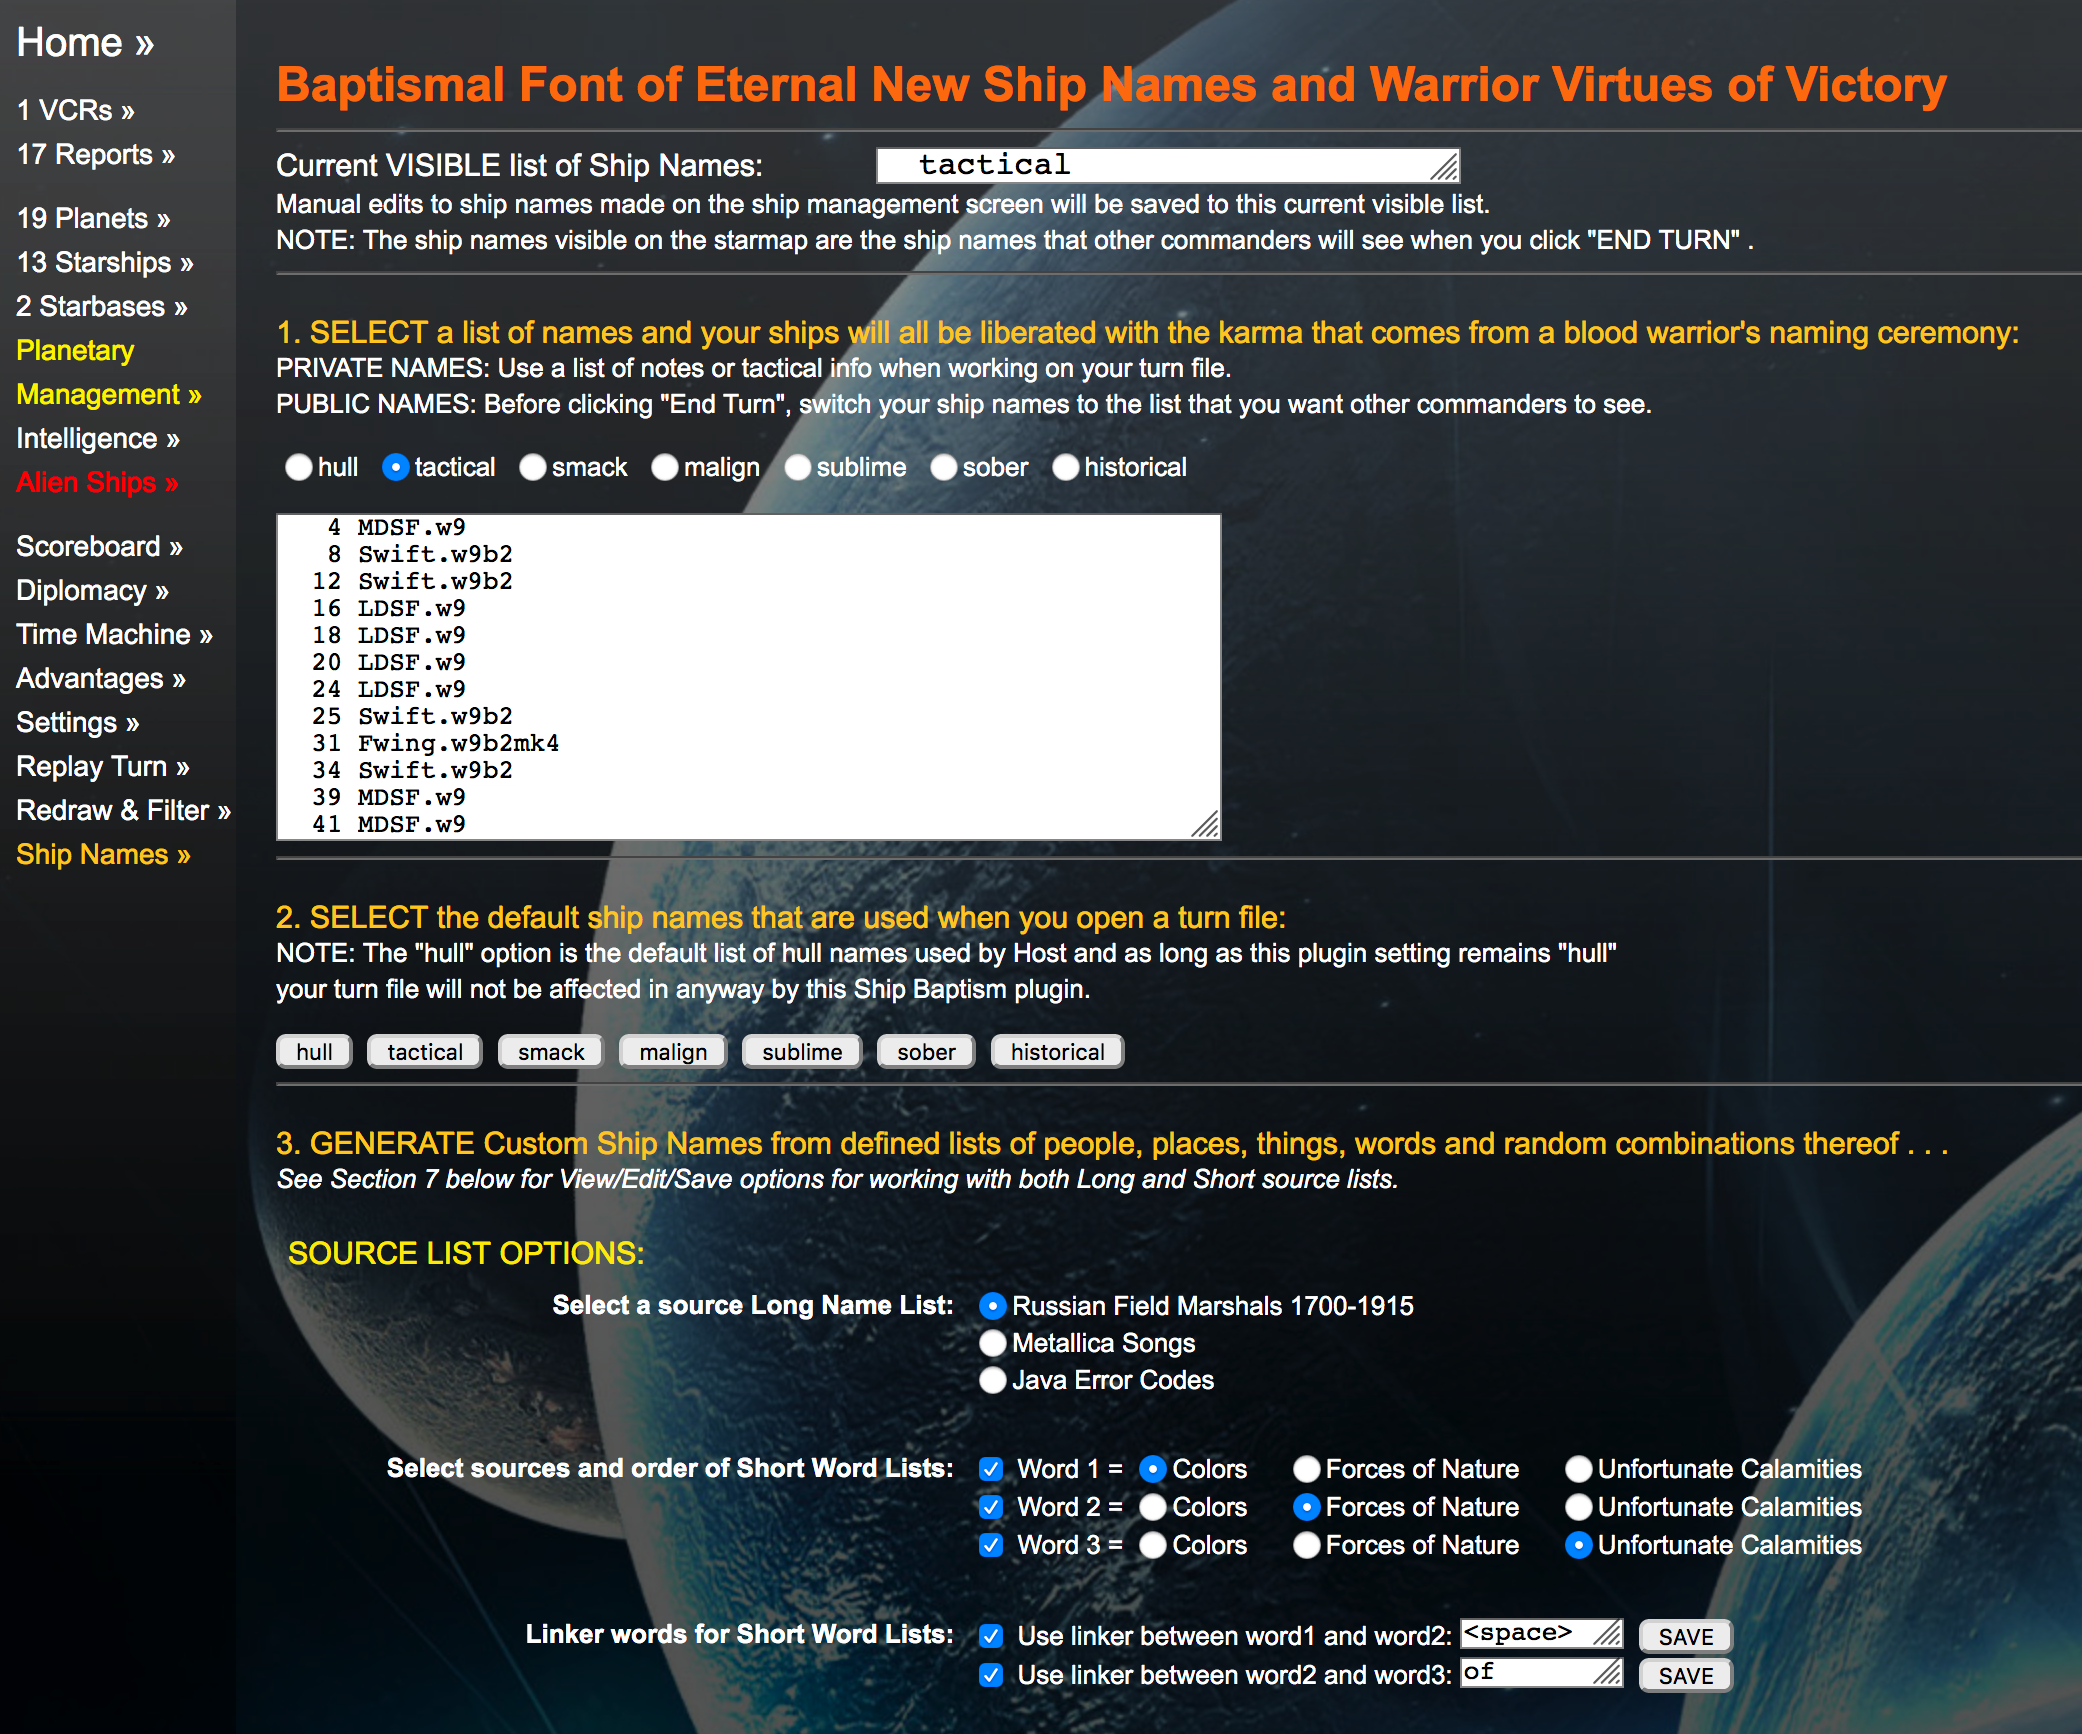 Home »
1 VCRs »
17 Reports »
19 Planets »
13 Starships »
2 Starbases »
Planetary
Management »
Intelligence »
Alien Ships »
Scoreboard »
Diplomacy »
Time Machine »
Advantages »
Settings »
Replay Turn »
Redraw & Filter »
Ship Names »
Baptismal Font of Eternal New Ship Names and Warrior Virtues of Victory
Current VISIBLE list of Ship Names: tactical
Manual edits to ship names made on the ship management screen will be saved to this current visible list.
NOTE: The ship names visible on the starmap are the ship names that other commanders will see when you click "END TURN" .
1. SELECT a list of names and your ships will all be liberated with the karma that comes from a blood warrior's naming ceremony:
PRIVATE NAMES: Use a list of notes or tactical info when working on your turn file.
PUBLIC NAMES: Before clicking "End Turn", switch your ship names to the list that you want other commanders to see.
hull tactical smack malign sublime sober historical
4 MDSF.w9
8 Swift.w9b2
12 Swift.w9b2
16 LDSF.w9
18 LDSF.w9
20 LDSF.w9
24 LDSF.w9
25 Swift.w9b2
31 Fwing.w9b2mk4
34 Swift.w9b2
39 MDSF.w9
41 MDSF.w9
2. SELECT the default ship names that are used when you open a turn file:
NOTE: The "hull" option is the default list of hull names used by Host and as long as this plugin setting remains "hull"
your turn file will not be affected in anyway by this Ship Baptism plugin.
hull tactical smack malign sublime sober historical
3. GENERATE Custom Ship Names from defined lists of people, places, things, words and random combinations thereof . . .
See Section 7 below for View/Edit/Save options for working with both Long and Short source lists.
SOURCE LIST OPTIONS:
Select a source Long Name List: Russian Field Marshals 1700-1915
Metallica Songs
Java Error Codes
Select sources and order of Short Word Lists: Word 1 = Colors Forces of Nature Unfortunate Calamities
Word 2 = Colors Forces of Nature Unfortunate Calamities
Word 3 = Colors Forces of Nature Unfortunate Calamities
Linker words for Short Word Lists: Use linker between word1 and word2: <space> SAVE
Use linker between word2 and word3: of SAVE